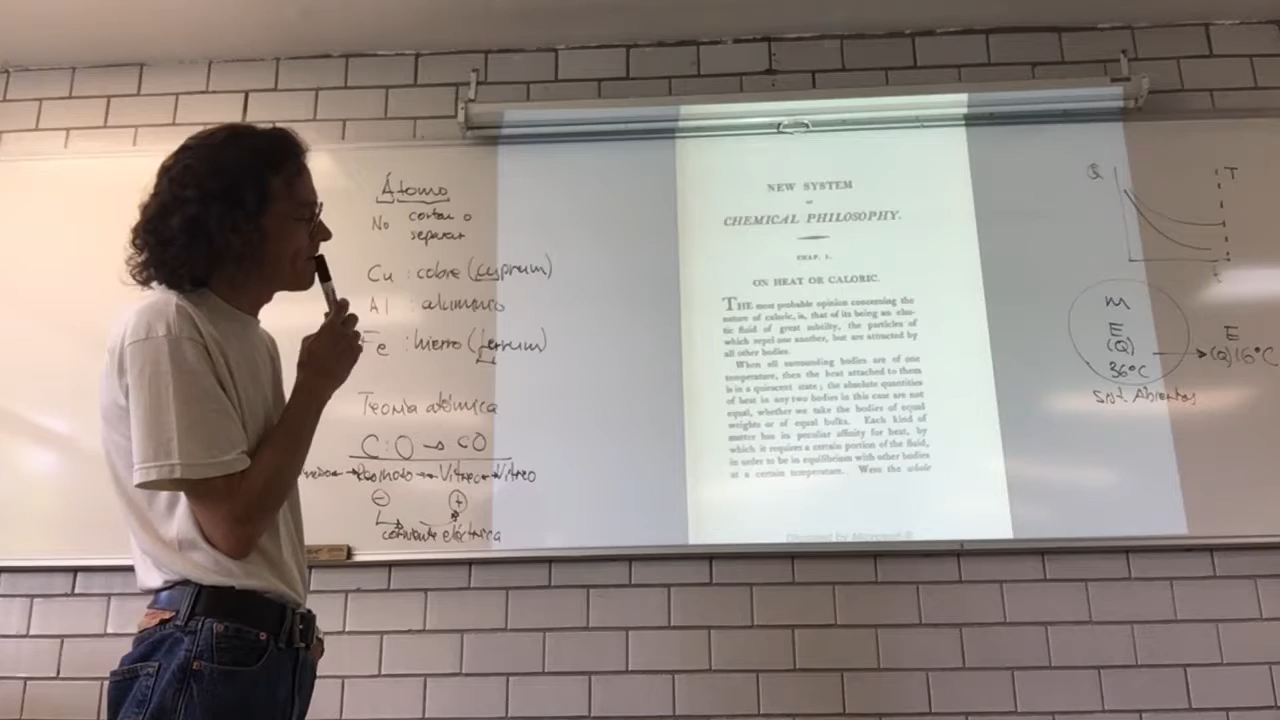 Átomo
No cortar o
separar
Cu : cobre (cyprum)
Al : aluminio
Fe : hierro (ferrum)
Teoría atómica
C:O → CO
Vítreo Vítreo
⊖ ⊕
corriente eléctrica
NEW SYSTEM
OF
CHEMICAL PHILOSOPHY.
CHAP. I.
ON HEAT OR CALORIC.
THE most probable opinion concerning the
nature of caloric, is, that of its being an elas-
tic fluid of great subtilty, the particles of
which repel one another, but are attracted by
all other bodies.
When all surrounding bodies are of one
temperature, then the heat attached to them
is in a quiescent state; the absolute quantities
of heat in any two bodies in this case are not
equal, whether we take the bodies of equal
weights or of equal bulks. Each kind of
matter has its peculiar affinity for heat, by
which it requires a certain portion of the fluid,
in order to be in equilibrium with other bodies
at a certain temperature. Were the whole
Digitized by Microsoft ®
Q T
t
m
E
(Q)
36°C
E
(Q) 16°C
Sist. Abiertos